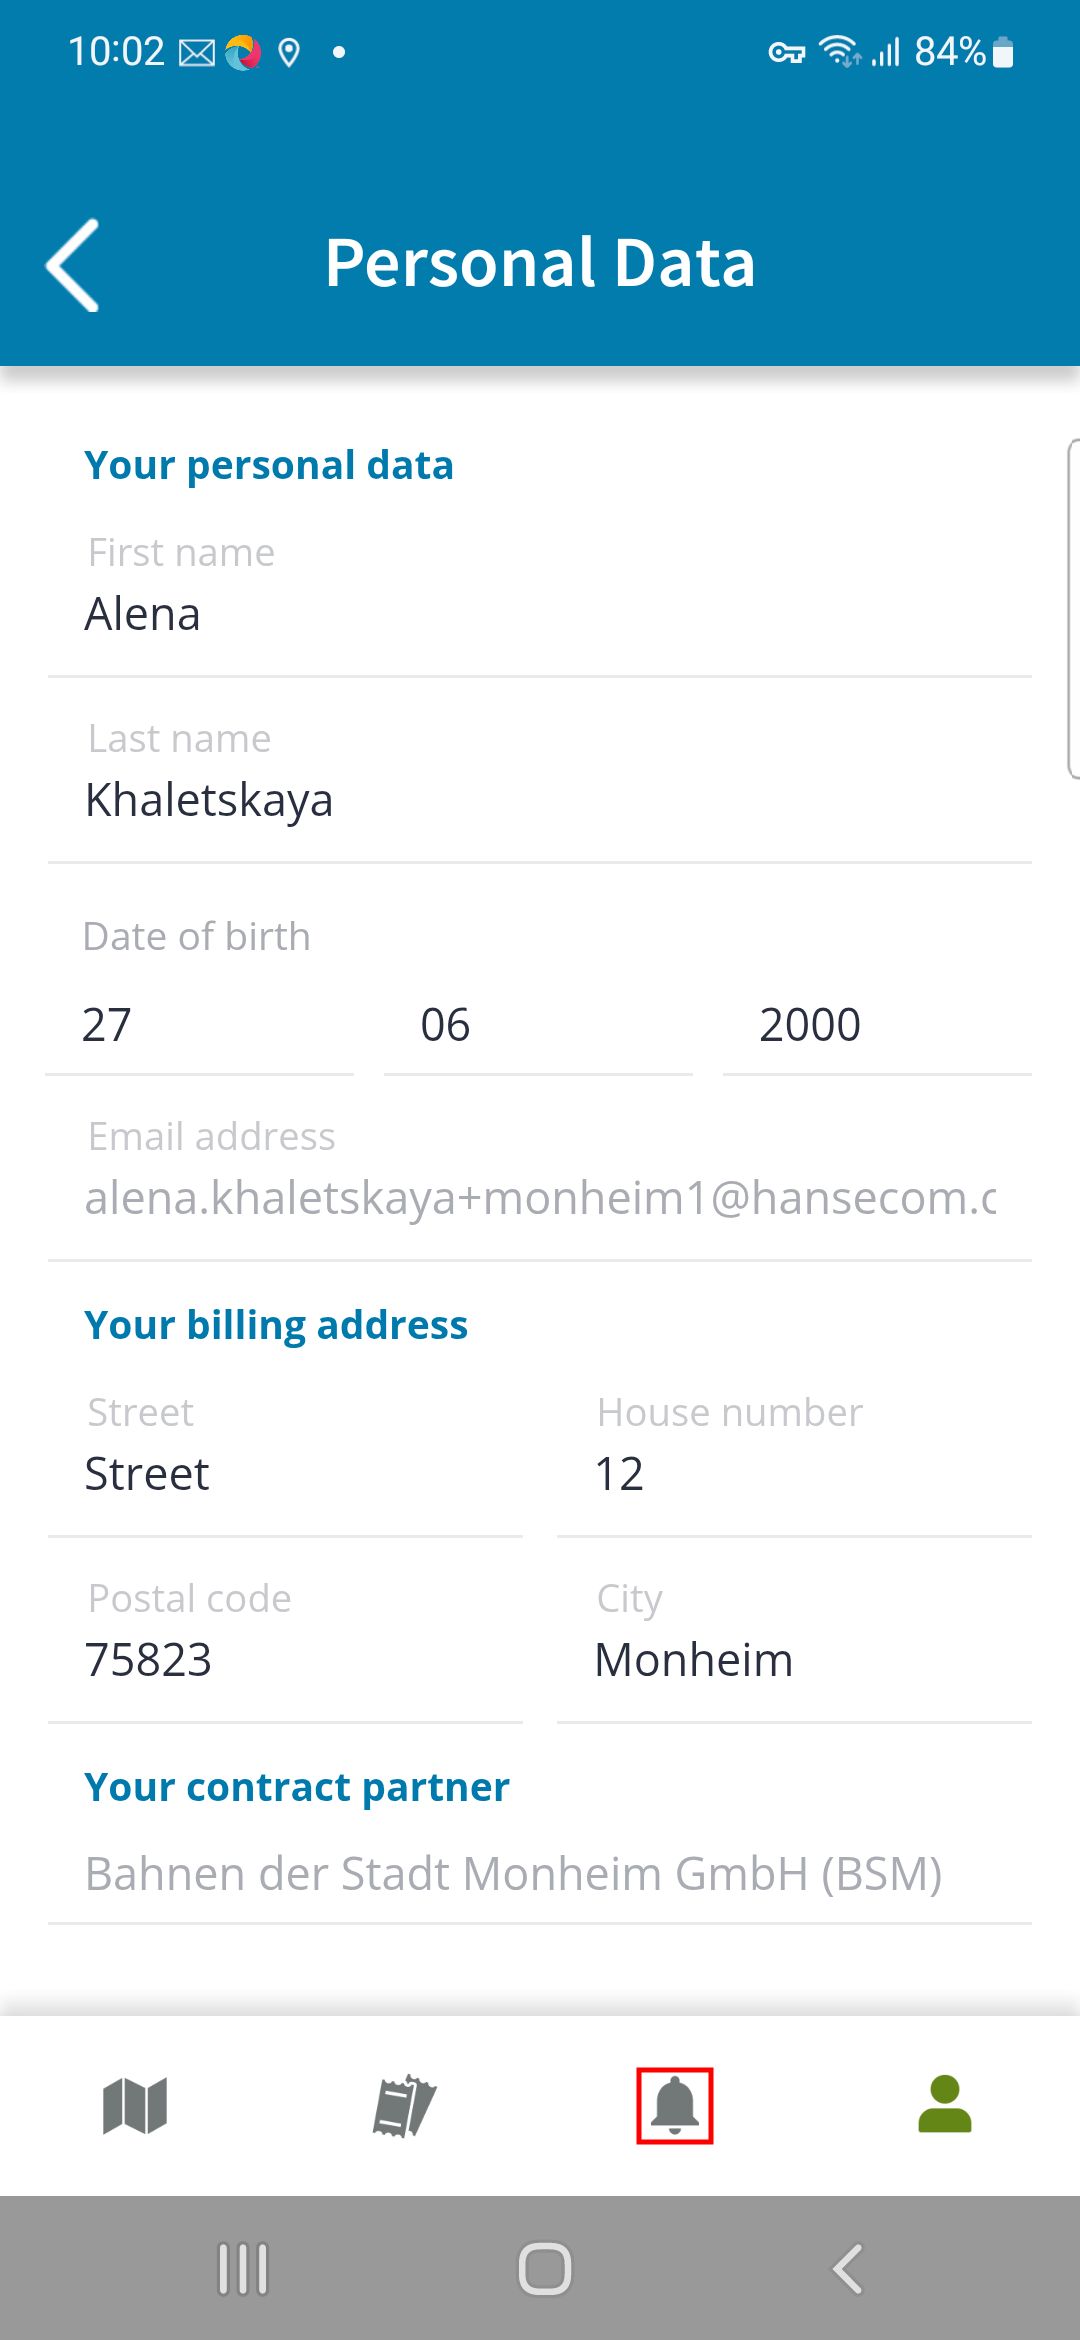 10:02 84%
Personal Data
Your personal data
First name
Alena
Last name
Khaletskaya
Date of birth
27 06 2000
Email address
alena.khaletskaya+monheim1@hansecom.c
Your billing address
Street House number
Street 12
Postal code City
75823 Monheim
Your contract partner
Bahnen der Stadt Monheim GmbH (BSM)